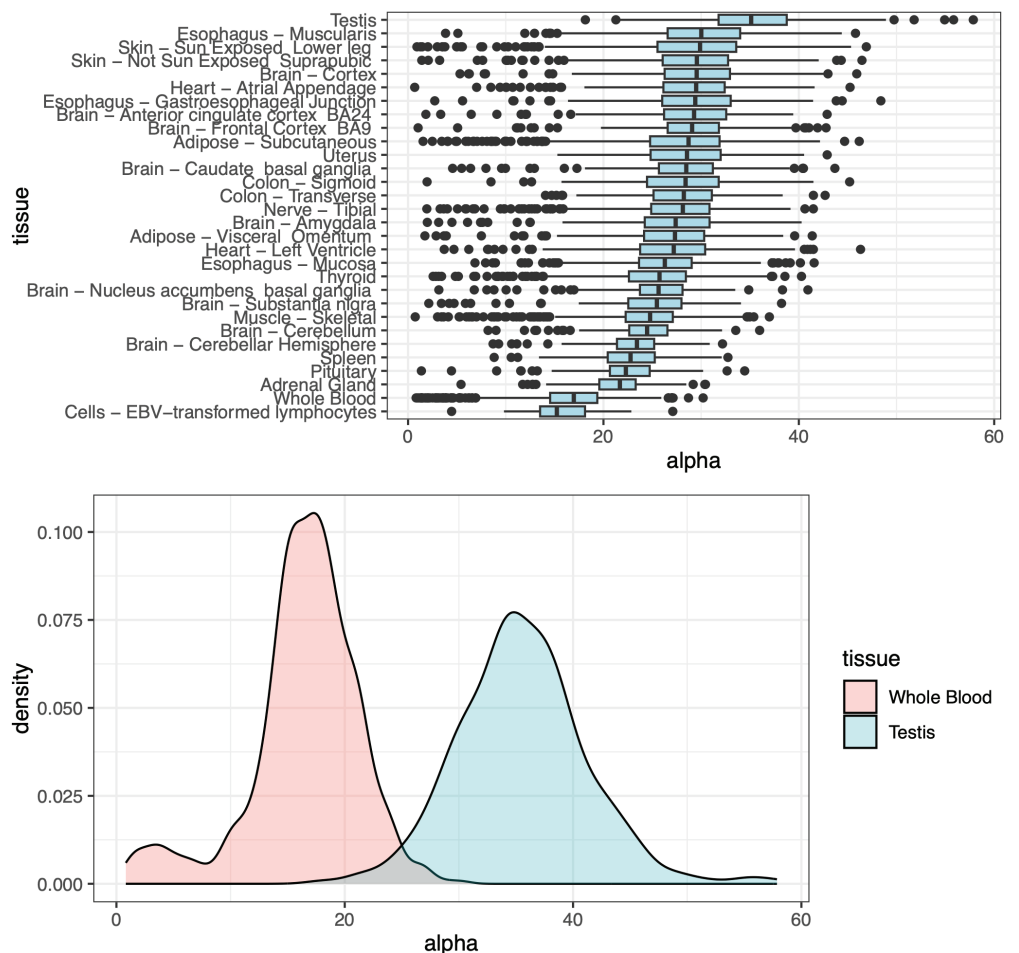 tissue
Testis
Esophagus − Muscularis
Skin − Sun Exposed  Lower leg
Skin − Not Sun Exposed  Suprapubic
Brain − Cortex
Heart − Atrial Appendage
Esophagus − Gastroesophageal Junction
Brain − Anterior cingulate cortex  BA24
Brain − Frontal Cortex  BA9
Adipose − Subcutaneous
Uterus
Brain − Caudate  basal ganglia
Colon − Sigmoid
Colon − Transverse
Nerve − Tibial
Brain − Amygdala
Adipose − Visceral  Omentum
Heart − Left Ventricle
Esophagus − Mucosa
Thyroid
Brain − Nucleus accumbens  basal ganglia
Brain − Substantia nigra
Muscle − Skeletal
Brain − Cerebellum
Brain − Cerebellar Hemisphere
Spleen
Pituitary
Adrenal Gland
Whole Blood
Cells − EBV−transformed lymphocytes
0 20 40 60
alpha
density
0.100
0.075
0.050
0.025
0.000
0 20 40 60
alpha
tissue
Whole Blood
Testis